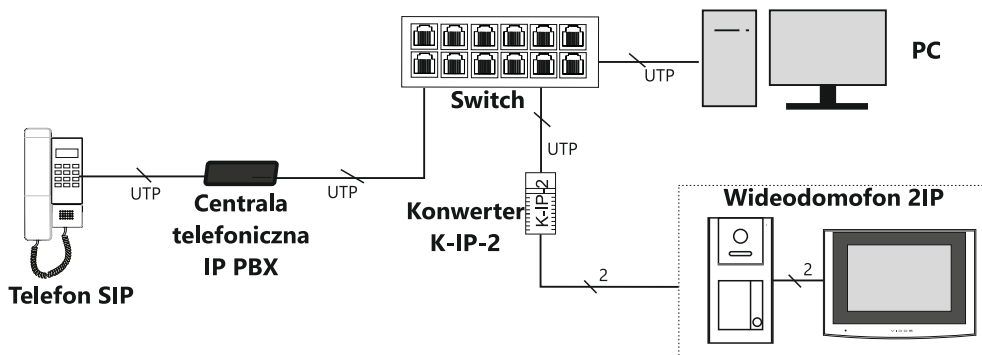 PC
UTP
Switch
UTP
UTP
UTP
Centrala
telefoniczna
IP PBX
Konwerter
K-IP-2
K-IP-2
Wideodomofon 2IP
2
2
VIDOS
Telefon SIP